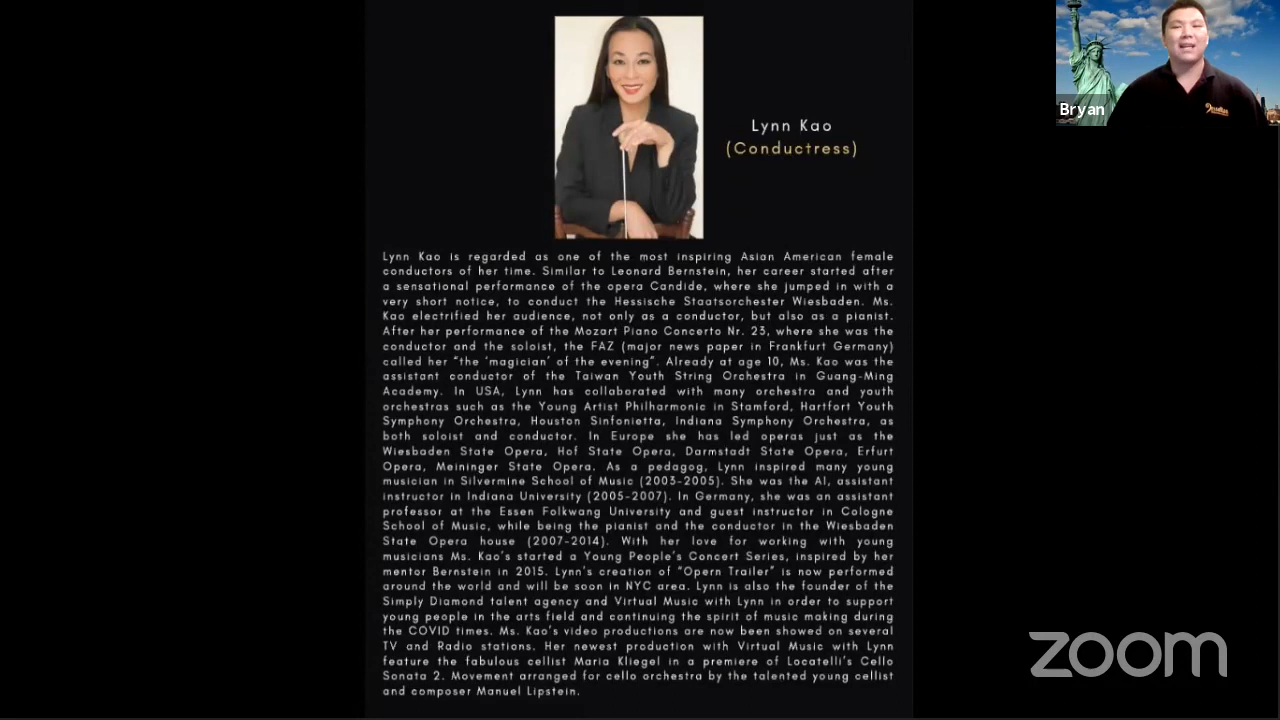 Bryan
Lynn Kao
(Conductress)
Lynn Kao is regarded as one of the most inspiring Asian American female
conductors of her time. Similar to Leonard Bernstein, her career started after
a sensational performance of the opera Candide, where she jumped in with a
very short notice, to conduct the Hessische Staatsorchester Wiesbaden. Ms.
Kao electrified her audience, not only as a conductor, but also as a pianist.
After her performance of the Mozart Piano Concerto Nr. 23, where she was the
conductor and the soloist, the FAZ (major news paper in Frankfurt Germany)
called her “the ‘magician’ of the evening”. Already at age 10, Ms. Kao was the
assistant conductor of the Taiwan Youth String Orchestra in Guang-Ming
Academy. In USA, Lynn has collaborated with many orchestra and youth
orchestras such as the Young Artist Philharmonic in Stamford, Hartfort Youth
Symphony Orchestra, Houston Sinfonietta, Indiana Symphony Orchestra, as
both soloist and conductor. In Europe she has led operas just as the
Wiesbaden State Opera, Hof State Opera, Darmstadt State Opera, Erfurt
Opera, Meininger State Opera. As a pedagog, Lynn inspired many young
musician in Silvermine School of Music (2003-2005). She was the AI, assistant
instructor in Indiana University (2005-2007). In Germany, she was an assistant
professor at the Essen Folkwang University and guest instructor in Cologne
School of Music, while being the pianist and the conductor in the Wiesbaden
State Opera house (2007-2014). With her love for working with young
musicians Ms. Kao’s started a Young People’s Concert Series, inspired by her
mentor Bernstein in 2015. Lynn’s creation of “Opern Trailer” is now performed
around the world and will be soon in NYC area. Lynn is also the founder of the
Simply Diamond talent agency and Virtual Music with Lynn in order to support
young people in the arts field and continuing the spirit of music making during
the COVID times. Ms. Kao’s video productions are now been showed on several
TV and Radio stations. Her newest production with Virtual Music with Lynn
feature the fabulous cellist Maria Kliegel in a premiere of Locatelli’s Cello
Sonata 2. Movement arranged for cello orchestra by the talented young cellist
and composer Manuel Lipstein.
zoom